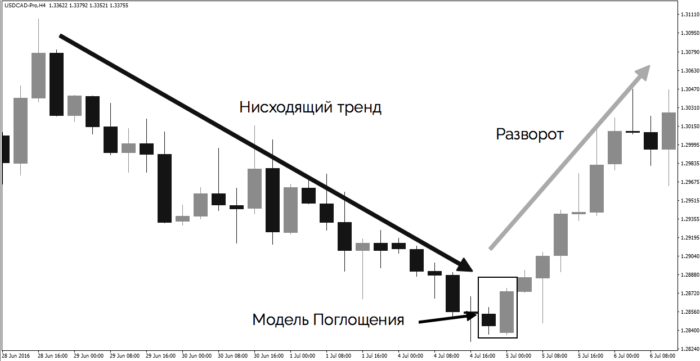 USDCAD-Pro,H4 1.33622 1.33792 1.33521 1.33755
1.31110
1.30950
1.30790
1.30630
1.30470
1.30310
1.30150
1.29995
1.29835
1.29675
1.29515
1.29355
1.29195
1.29040
1.28880
1.28720
1.28560
1.28400
1.28240
Нисходящий тренд
Разворот
Модель Поглощения
28 Jun 2016
28 Jun 16:00
29 Jun 00:00
29 Jun 08:00
29 Jun 16:00
30 Jun 00:00
30 Jun 08:00
30 Jun 16:00
1 Jul 00:00
1 Jul 08:00
1 Jul 16:00
4 Jul 00:00
4 Jul 08:00
4 Jul 16:00
5 Jul 00:00
5 Jul 08:00
5 Jul 16:00
6 Jul 00:00
6 Jul 08:00